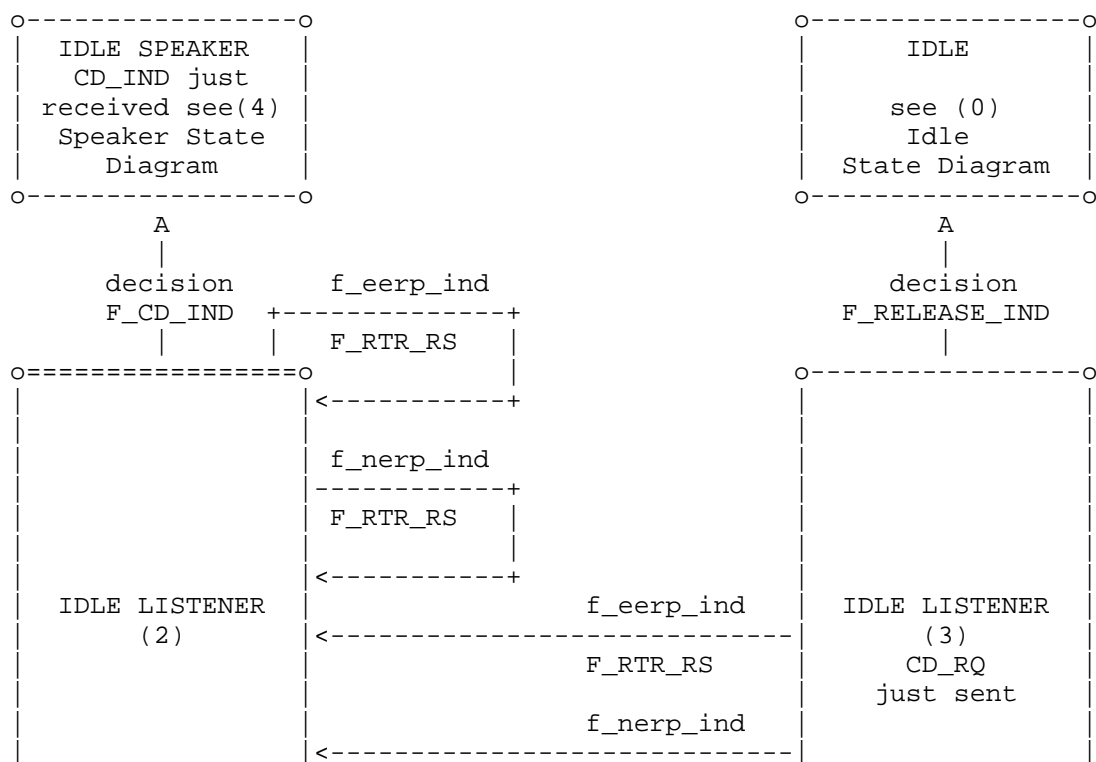 IDLE SPEAKER IDLE
CD_IND just
received see(4) see (0)
Speaker State Idle
Diagram State Diagram
A A
decision f_eerp_ind decision
F_CD_IND F_RELEASE_IND
F_RTR_RS
f_nerp_ind
F_RTR_RS
IDLE LISTENER f_eerp_ind IDLE LISTENER
(2) (3)
F_RTR_RS CD_RQ
just sent
f_nerp_ind